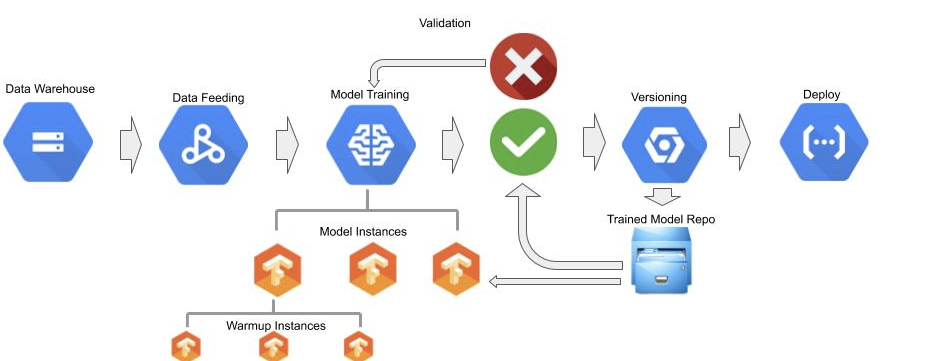 Validation
Data Warehouse
Data Feeding
Model Training
Versioning
Deploy
Trained Model Repo
Model Instances
Warmup Instances